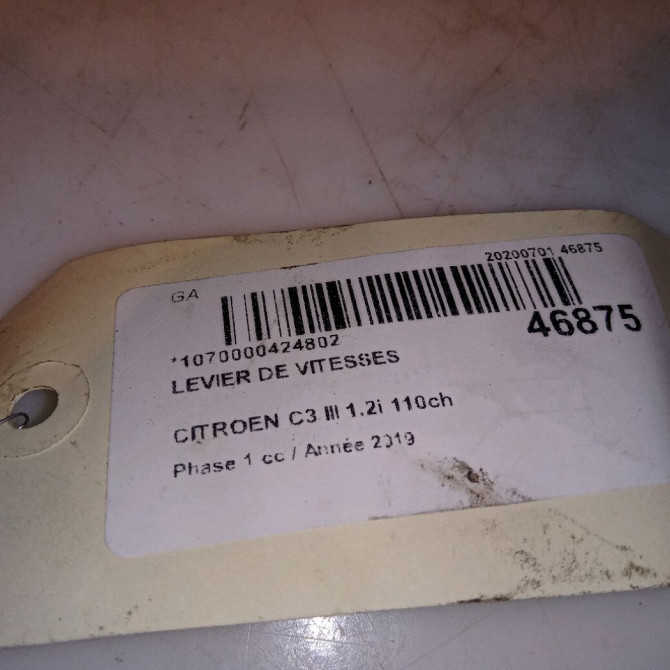 20200701 46875
GA
46875
*1070000424802
LEVIER DE VITESSES
CITROEN C3 III 1.2i 110ch
Phase 1 cc / Année 2019